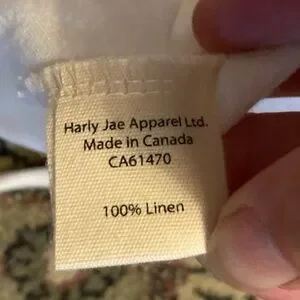 Harly Jae Apparel Ltd.
Made in Canada
CA61470
100% Linen